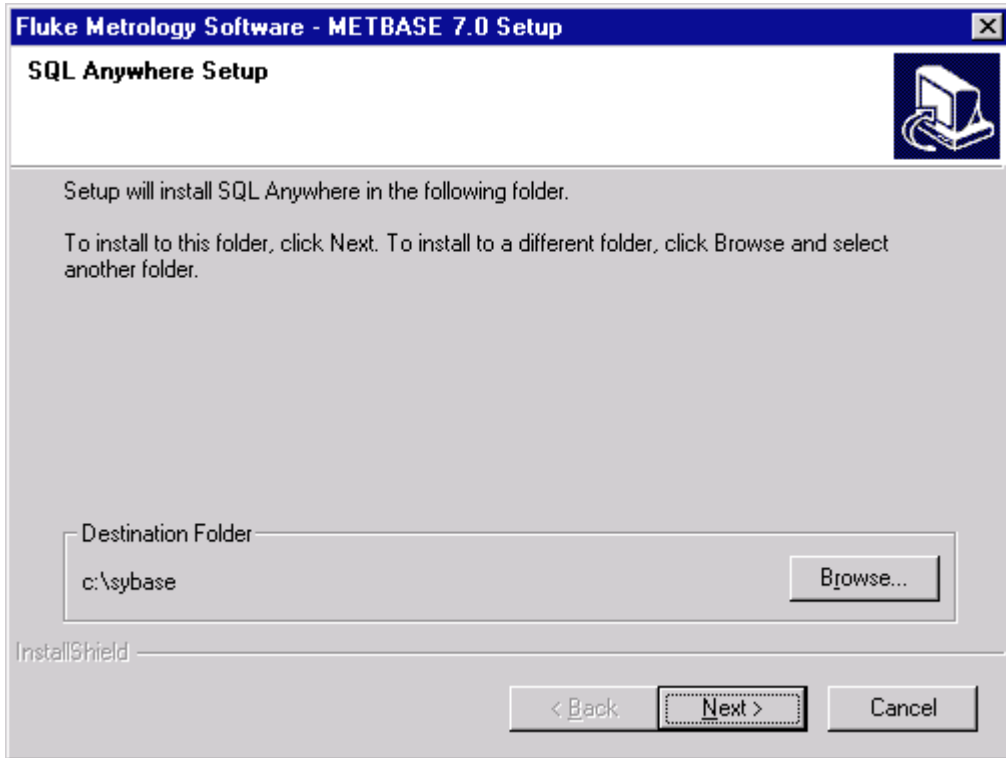 Fluke Metrology Software - METBASE 7.0 Setup
SQL Anywhere Setup
Setup will install SQL Anywhere in the following folder.
To install to this folder, click Next. To install to a different folder, click Browse and select
another folder.
Destination Folder
c:\sybase
Browse...
InstallShield
< Back
Next >
Cancel